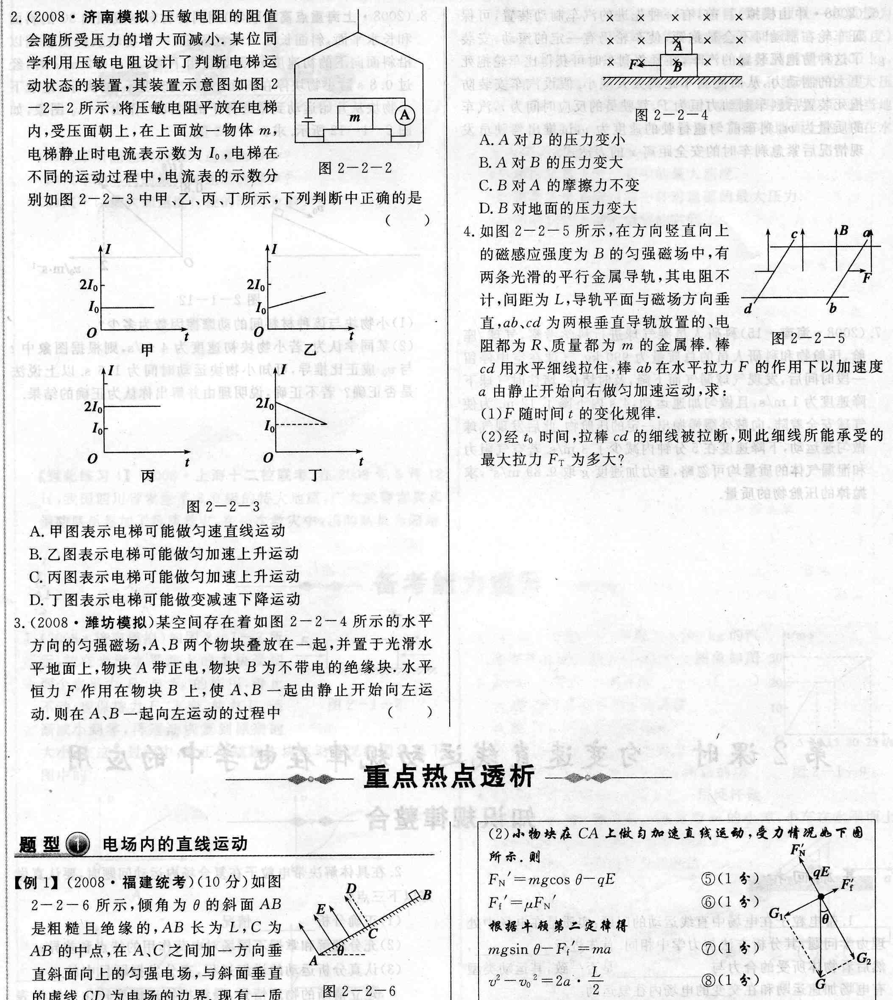 2.(2008·济南模拟)压敏电阻的阻值
会随所受压力的增大而减小.某位同
学利用压敏电阻设计了判断电梯运
动状态的装置,其装置示意图如图 2
-2-2 所示,将压敏电阻平放在电梯
内,受压面朝上,在上面放一物体 m,
电梯静止时电流表示数为 I₀,电梯在
不同的运动过程中,电流表的示数分
别如图 2-2-3 中甲、乙、丙、丁所示,下列判断中正确的是
( )
m
A
图 2-2-2
I
2I₀
I₀
O
t
甲
I
2I₀
I₀
O
t
乙
I
2I₀
I₀
O
t
丙
I
2I₀
I₀
O
t
丁
图 2-2-3
A. 甲图表示电梯可能做匀速直线运动
B. 乙图表示电梯可能做匀加速上升运动
C. 丙图表示电梯可能做匀加速上升运动
D. 丁图表示电梯可能做变减速下降运动
3.(2008·潍坊模拟)某空间存在着如图 2-2-4 所示的水平
方向的匀强磁场,A、B 两个物块叠放在一起,并置于光滑水
平地面上,物块 A 带正电,物块 B 为不带电的绝缘块.水平
恒力 F 作用在物块 B 上,使 A、B 一起由静止开始向左运
动.则在 A、B 一起向左运动的过程中 ( )
× × × × ×
× × A × ×
× F × B × ×
图 2-2-4
A. A 对 B 的压力变小
B. A 对 B 的压力变大
C. B 对 A 的摩擦力不变
D. B 对地面的压力变大
4. 如图 2-2-5 所示,在方向竖直向上
的磁感应强度为 B 的匀强磁场中,有
两条光滑的平行金属导轨,其电阻不
计,间距为 L,导轨平面与磁场方向垂
直,ab、cd 为两根垂直导轨放置的、电
阻都为 R、质量都为 m 的金属棒. 棒
cd 用水平细线拉住,棒 ab 在水平拉力 F 的作用下以加速度
a 由静止开始向右做匀加速运动,求:
(1)F 随时间 t 的变化规律.
(2)经 t₀ 时间,拉棒 cd 的细线被拉断,则此细线所能承受的
最大拉力 F_T 为多大?
c
B
a
F
d
b
图 2-2-5
重点热点透析
题型 1 电场内的直线运动
【例 1】(2008·福建统考)(10 分)如图
2-2-6 所示,倾角为 θ 的斜面 AB
是粗糙且绝缘的,AB 长为 L,C 为
AB 的中点,在 A、C 之间加一方向垂
直斜面向上的匀强电场,与斜面垂直
的虚线 CD 为电场的边界. 现有一质
D
B
E
C
θ
A
图 2-2-6
(2)小物块在 CA 上做匀加速直线运动,受力情况如下图
所示. 则
F_N′=mgcos θ-qE ⑤(1 分)
F_f′=μF_N′ ⑥(1 分)
根据牛顿第二定律得
mgsin θ-F_f′=ma ⑦(1 分)
v²-v₀²=2a·L/2 ⑧(1 分)
F_N′
qE
F_f′
G₁
θ
G₂
G